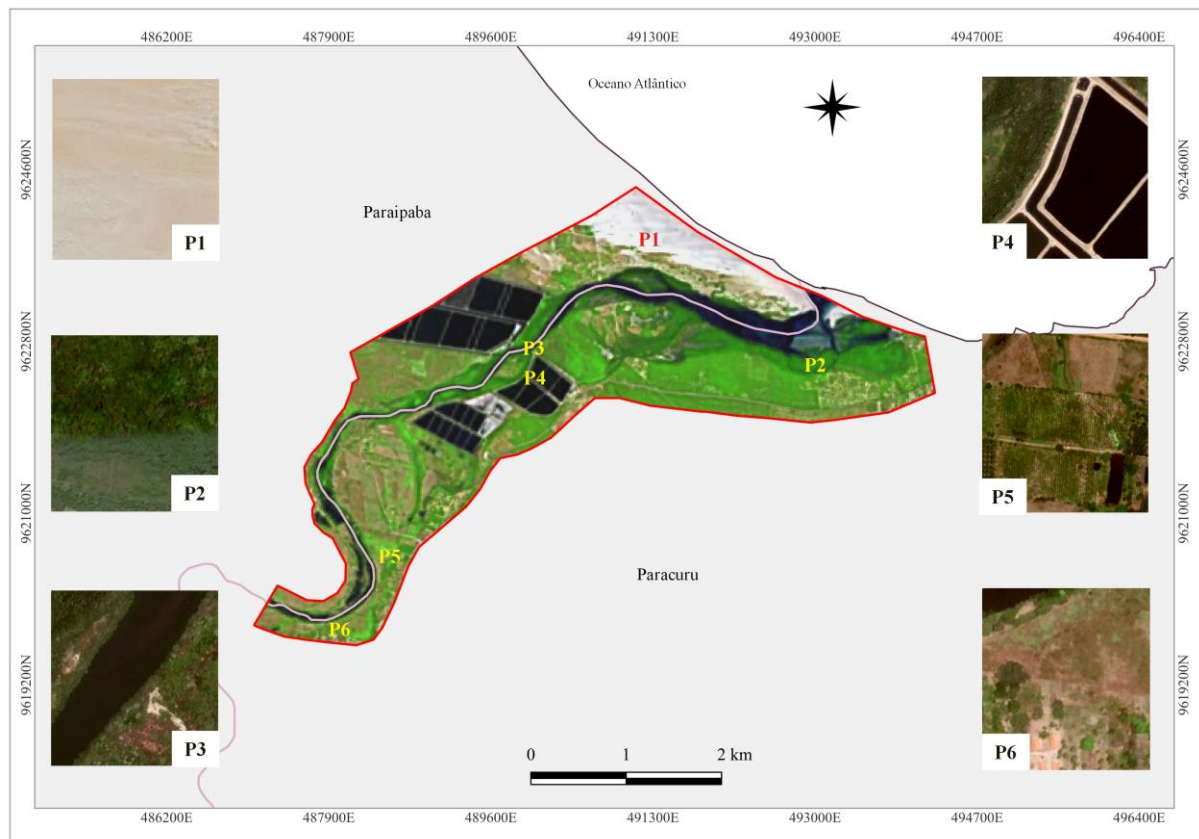 486200E 487900E 489600E 491300E 493000E 494700E 496400E
Oceano Atlântico
9624600N
9624600N
Paraipaba
P1
P4
P1
9622800N
9622800N
P3
P2
P4
P2
P5
9621000N
9621000N
P5
Paracuru
P6
9619200N
9619200N
P3
P6
0 1 2 km
486200E 487900E 489600E 491300E 493000E 494700E 496400E